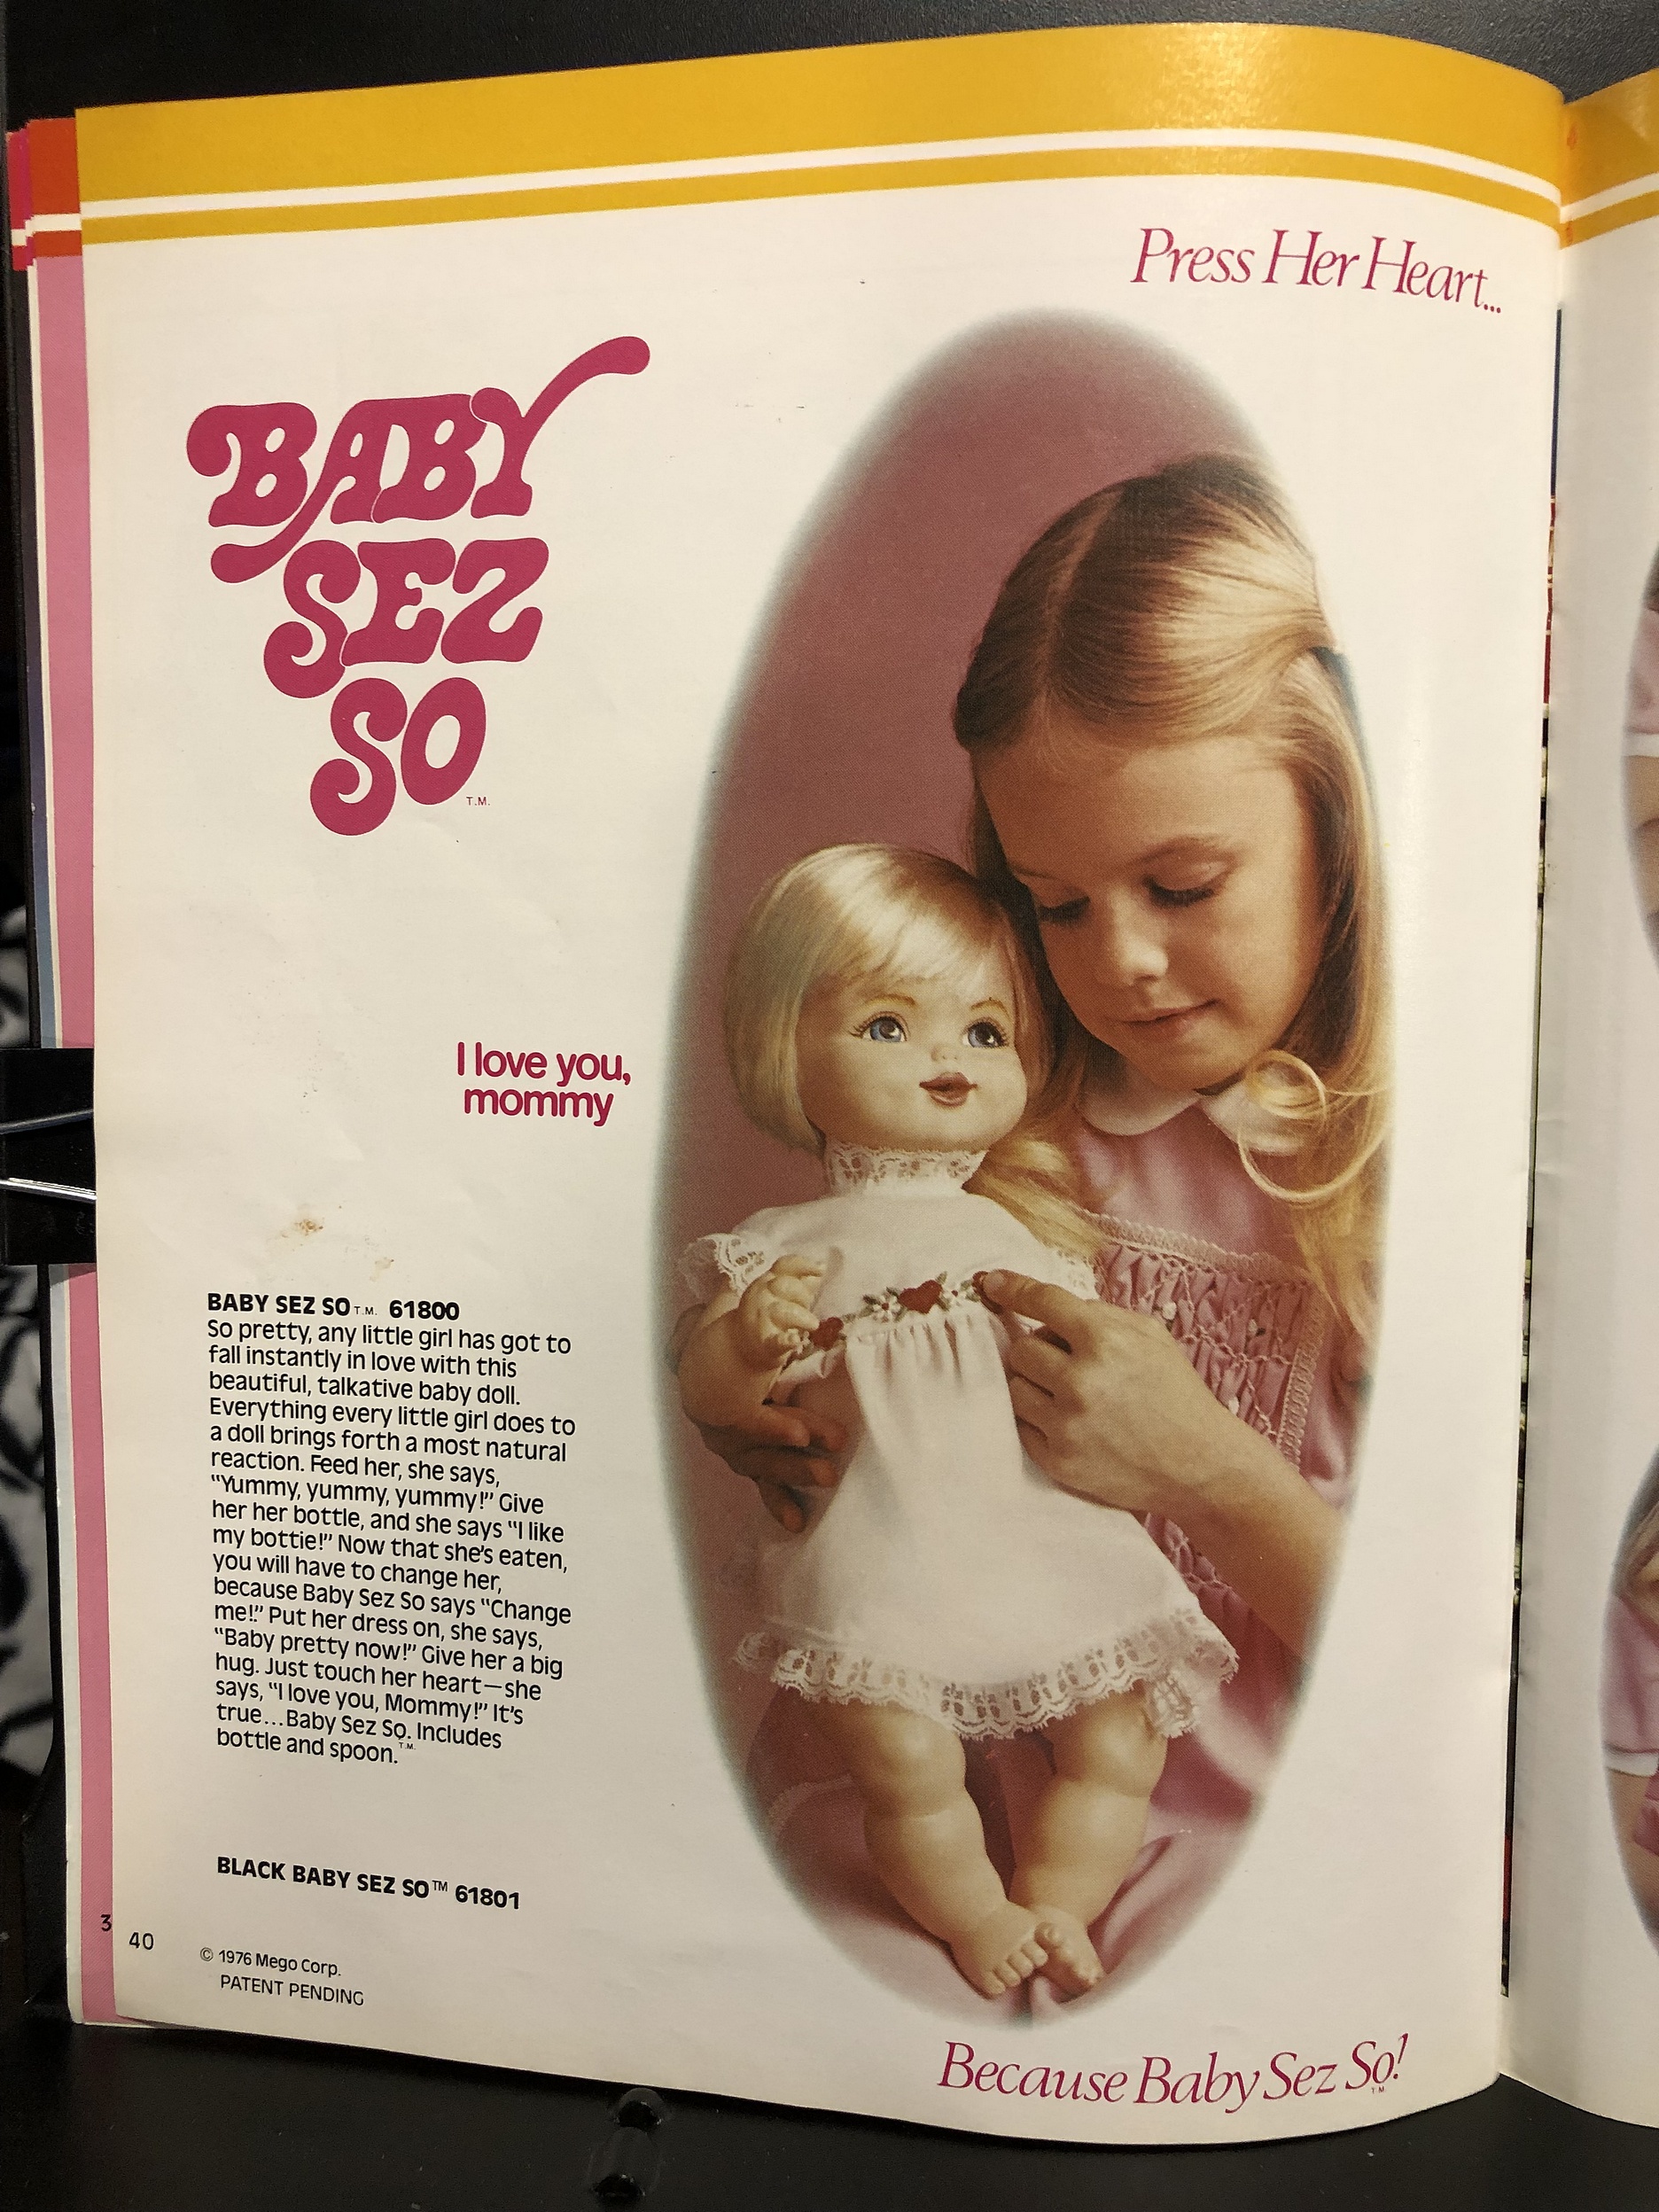 Press Her Heart...
BABY
SEZ
SO
T.M.
I love you,
mommy
BABY SEZ SO T.M. 61800
So pretty, any little girl has got to
fall instantly in love with this
beautiful, talkative baby doll.
Everything every little girl does to
a doll brings forth a most natural
reaction. Feed her, she says,
"Yummy, yummy, yummy!" Give
her her bottle, and she says "I like
my bottie!" Now that she's eaten,
you will have to change her,
because Baby Sez So says "Change
me!" Put her dress on, she says,
"Baby pretty now!" Give her a big
hug. Just touch her heart—she
says, "I love you, Mommy!" It's
true...Baby Sez So. Includes
T.M.
bottle and spoon.
BLACK BABY SEZ SO™ 61801
3
40
© 1976 Mego Corp.
PATENT PENDING
Because Baby Sez So!
T.M.